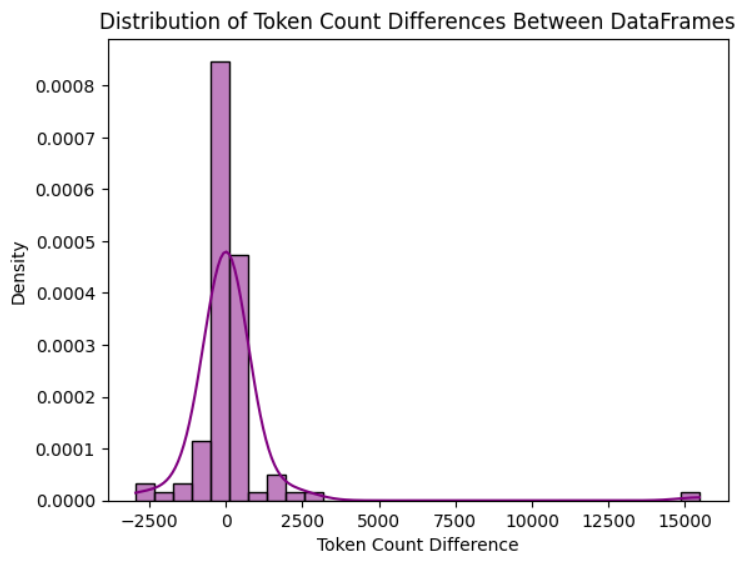 Distribution of Token Count Differences Between DataFrames
0.0008
0.0007
0.0006
0.0005
0.0004
0.0003
0.0002
0.0001
0.0000
Density
−2500 0 2500 5000 7500 10000 12500 15000
Token Count Difference